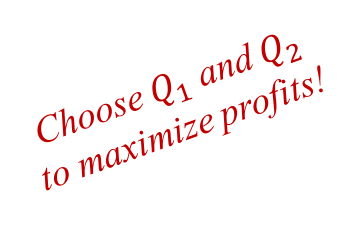 Choose Q₁ and Q₂
to maximize profits!